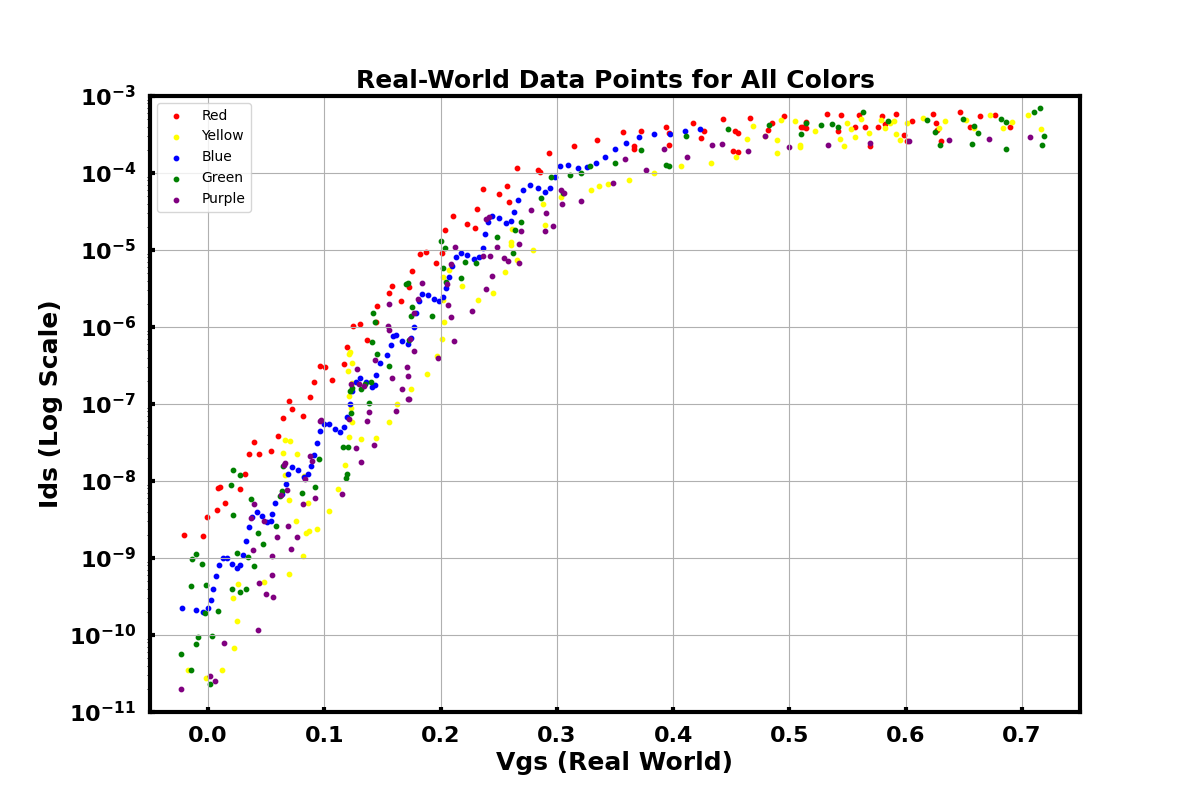 Real-World Data Points for All Colors
10⁻³
10⁻⁴
10⁻⁵
10⁻⁶
10⁻⁷
10⁻⁸
10⁻⁹
10⁻¹⁰
10⁻¹¹
Ids (Log Scale)
Red
Yellow
Blue
Green
Purple
0.0 0.1 0.2 0.3 0.4 0.5 0.6 0.7
Vgs (Real World)